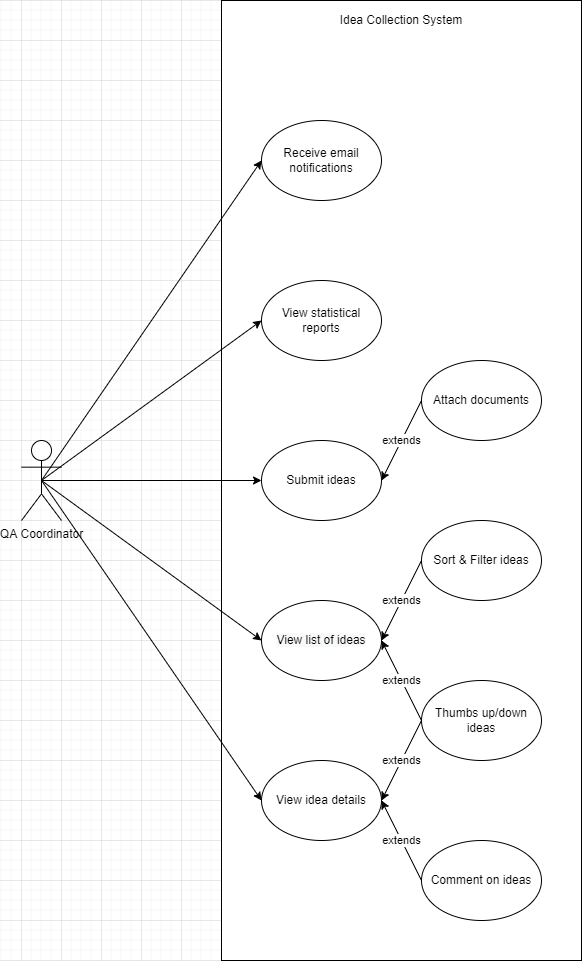 Idea Collection System
Receive email
notifications
View statistical
reports
Attach documents
extends
Submit ideas
QA Coordinator
Sort & Filter ideas
extends
View list of ideas
extends
Thumbs up/down
ideas
extends
View idea details
extends
Comment on ideas